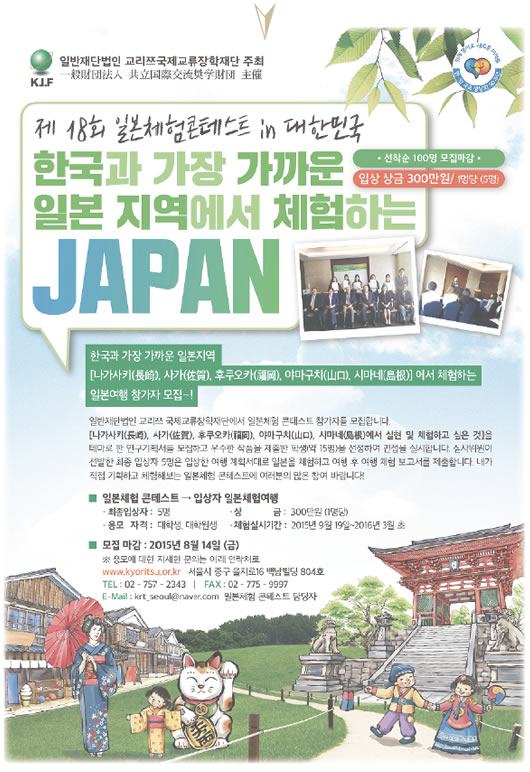 일반재단법인 교리쯔국제교류장학재단 주최
一般財団法人 共立国際交流奨学財団 主催
K.I.F
제 18회 일본체험콘테스트 in 대한민국
한국과 가장 가까운
일본 지역에서 체험하는
JAPAN
• 선착순 100명 모집마감 •
입상 상금 300만원/ 1명당 (5명)
한국과 가장 가까운 일본지역
[나가사키(長崎), 사가(佐賀), 후쿠오카(福岡), 야마구치(山口), 시마네(島根)] 에서 체험하는
일본여행 참가자 모집~!
일반재단법인 교리쯔 국제교류장학재단에서 일본체험 콘테스트 참가자를 모집합니다.
[나가사키(長崎), 사가(佐賀), 후쿠오카(福岡), 야마구치(山口), 시마네(島根)에서 실현 및 체험하고 싶은 것]을
테마로 한 연구기획서를 모집하고 우수한 작품을 제출한 학생(약 15명)을 선정하여 면접을 실시합니다. 심사위원이
선발한 최종 입상자 5명은 입상한 여행 계획서대로 일본을 체험하고 여행 후 여행 체험 보고서를 제출합니다. 내가
직접 기획하고 체험해보는 일본체험 콘테스트에 여러분의 많은 참여 바랍니다!
■ 일본체험 콘테스트 → 입상자 일본체험여행
· 최종입상자 : 5명 · 상 금 : 300만원 (1명당)
· 응모 자격 : 대학생, 대학원생 · 체험실시기간 : 2015년 9월 19일~2016년 3월 초
■ 모집 마감 : 2015년 8월 14일 (금)
※ 응모에 대한 자세한 문의는 아래 연락처로
www.kyoritsu.or.kr 서울시 중구 을지로16 백남빌딩 804호
TEL : 02 - 757 - 2343 | FAX : 02 - 775 - 9997
E-Mail : krt_seoul@naver.com 일본체험 콘테스트 담당자